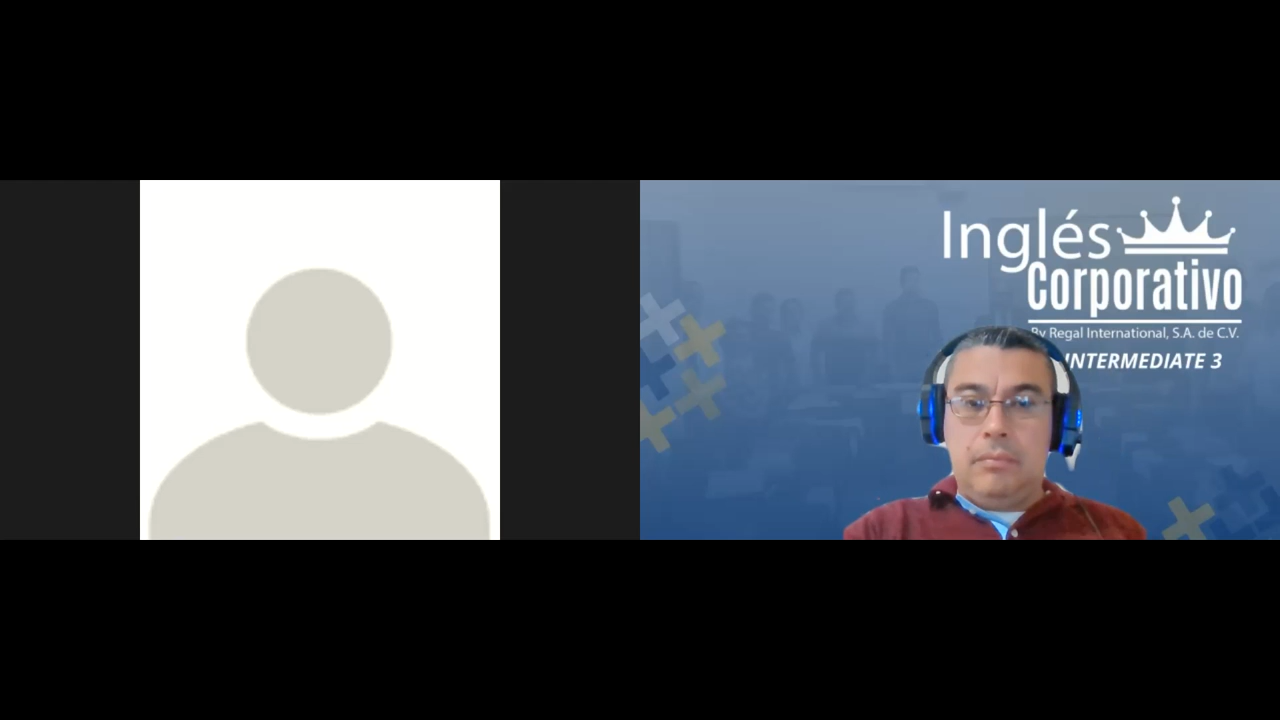 Inglés
Corporativo
By Regal International, S.A. de C.V.
INTERMEDIATE 3